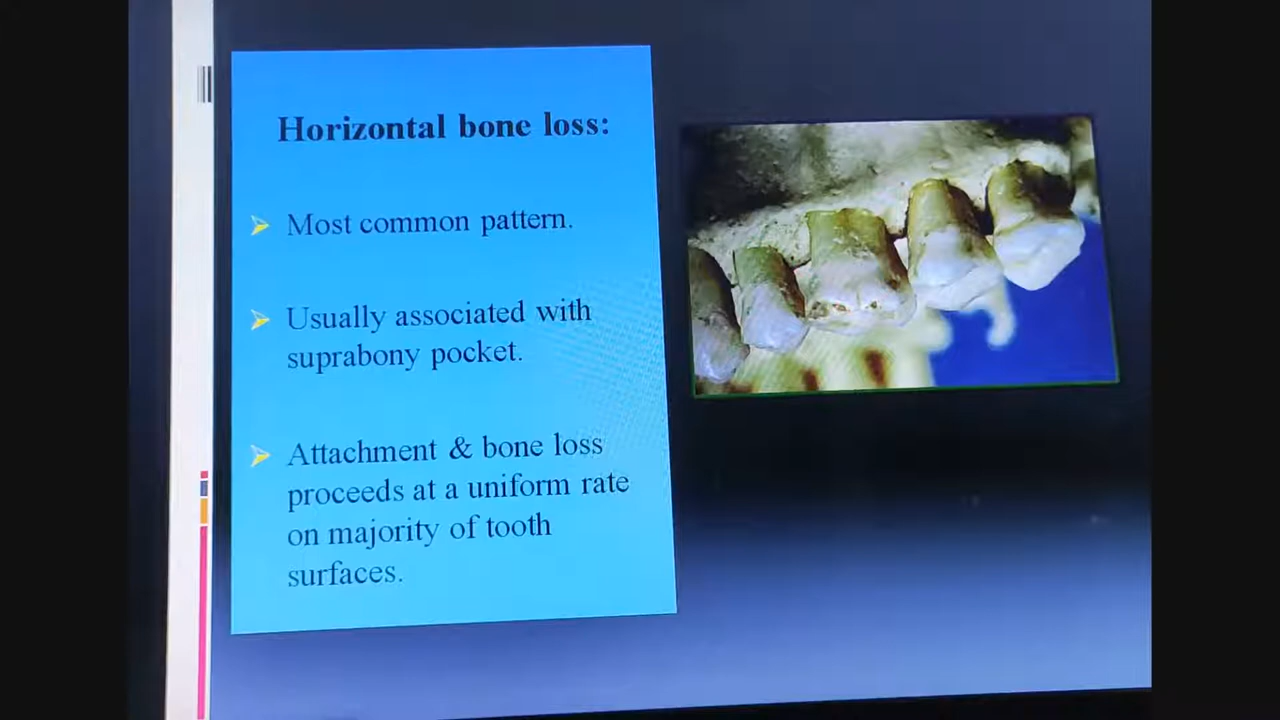 Horizontal bone loss:
Most common pattern.
Usually associated with
suprabony pocket.
Attachment & bone loss
proceeds at a uniform rate
on majority of tooth
surfaces.